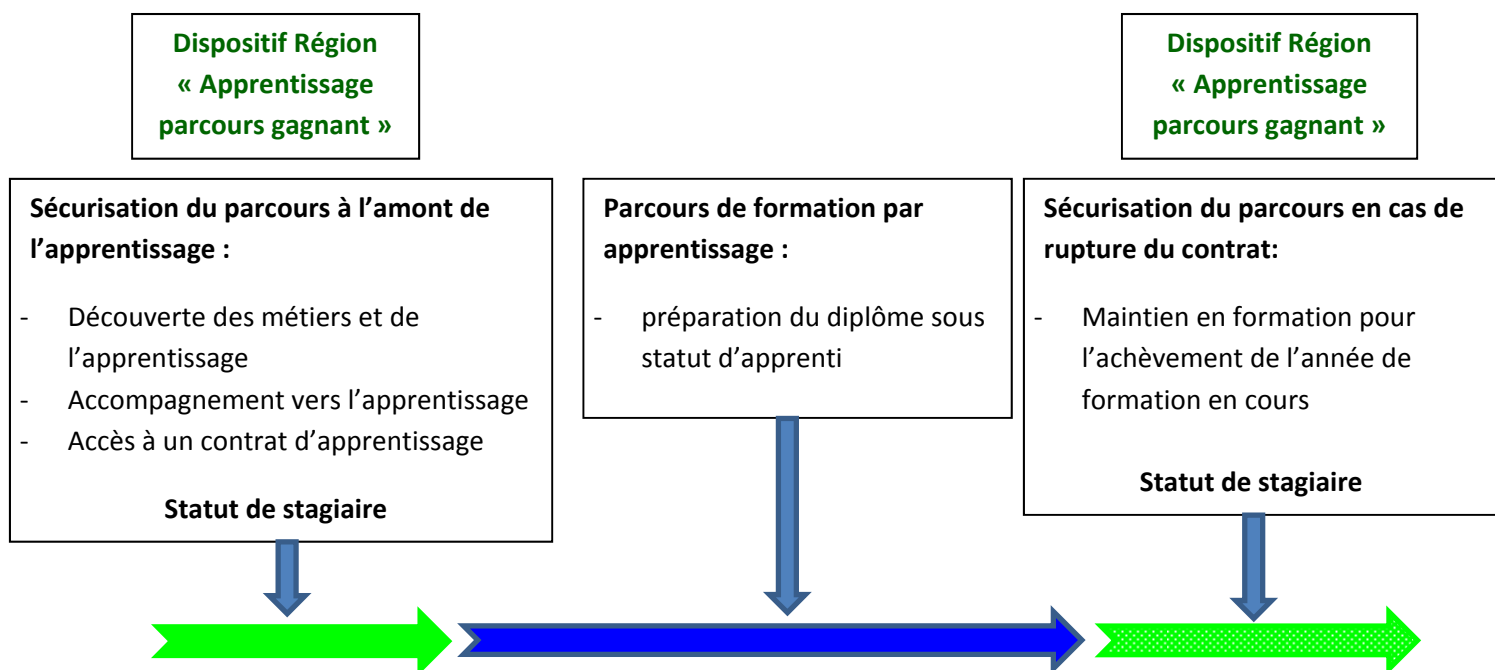 Dispositif Région
« Apprentissage
parcours gagnant »
Dispositif Région
« Apprentissage
parcours gagnant »
Sécurisation du parcours à l’amont de
l’apprentissage :
- Découverte des métiers et de
l’apprentissage
- Accompagnement vers l’apprentissage
- Accès à un contrat d’apprentissage
Statut de stagiaire
Parcours de formation par
apprentissage :
- préparation du diplôme sous
statut d’apprenti
Sécurisation du parcours en cas de
rupture du contrat:
- Maintien en formation pour
l’achèvement de l’année de
formation en cours
Statut de stagiaire